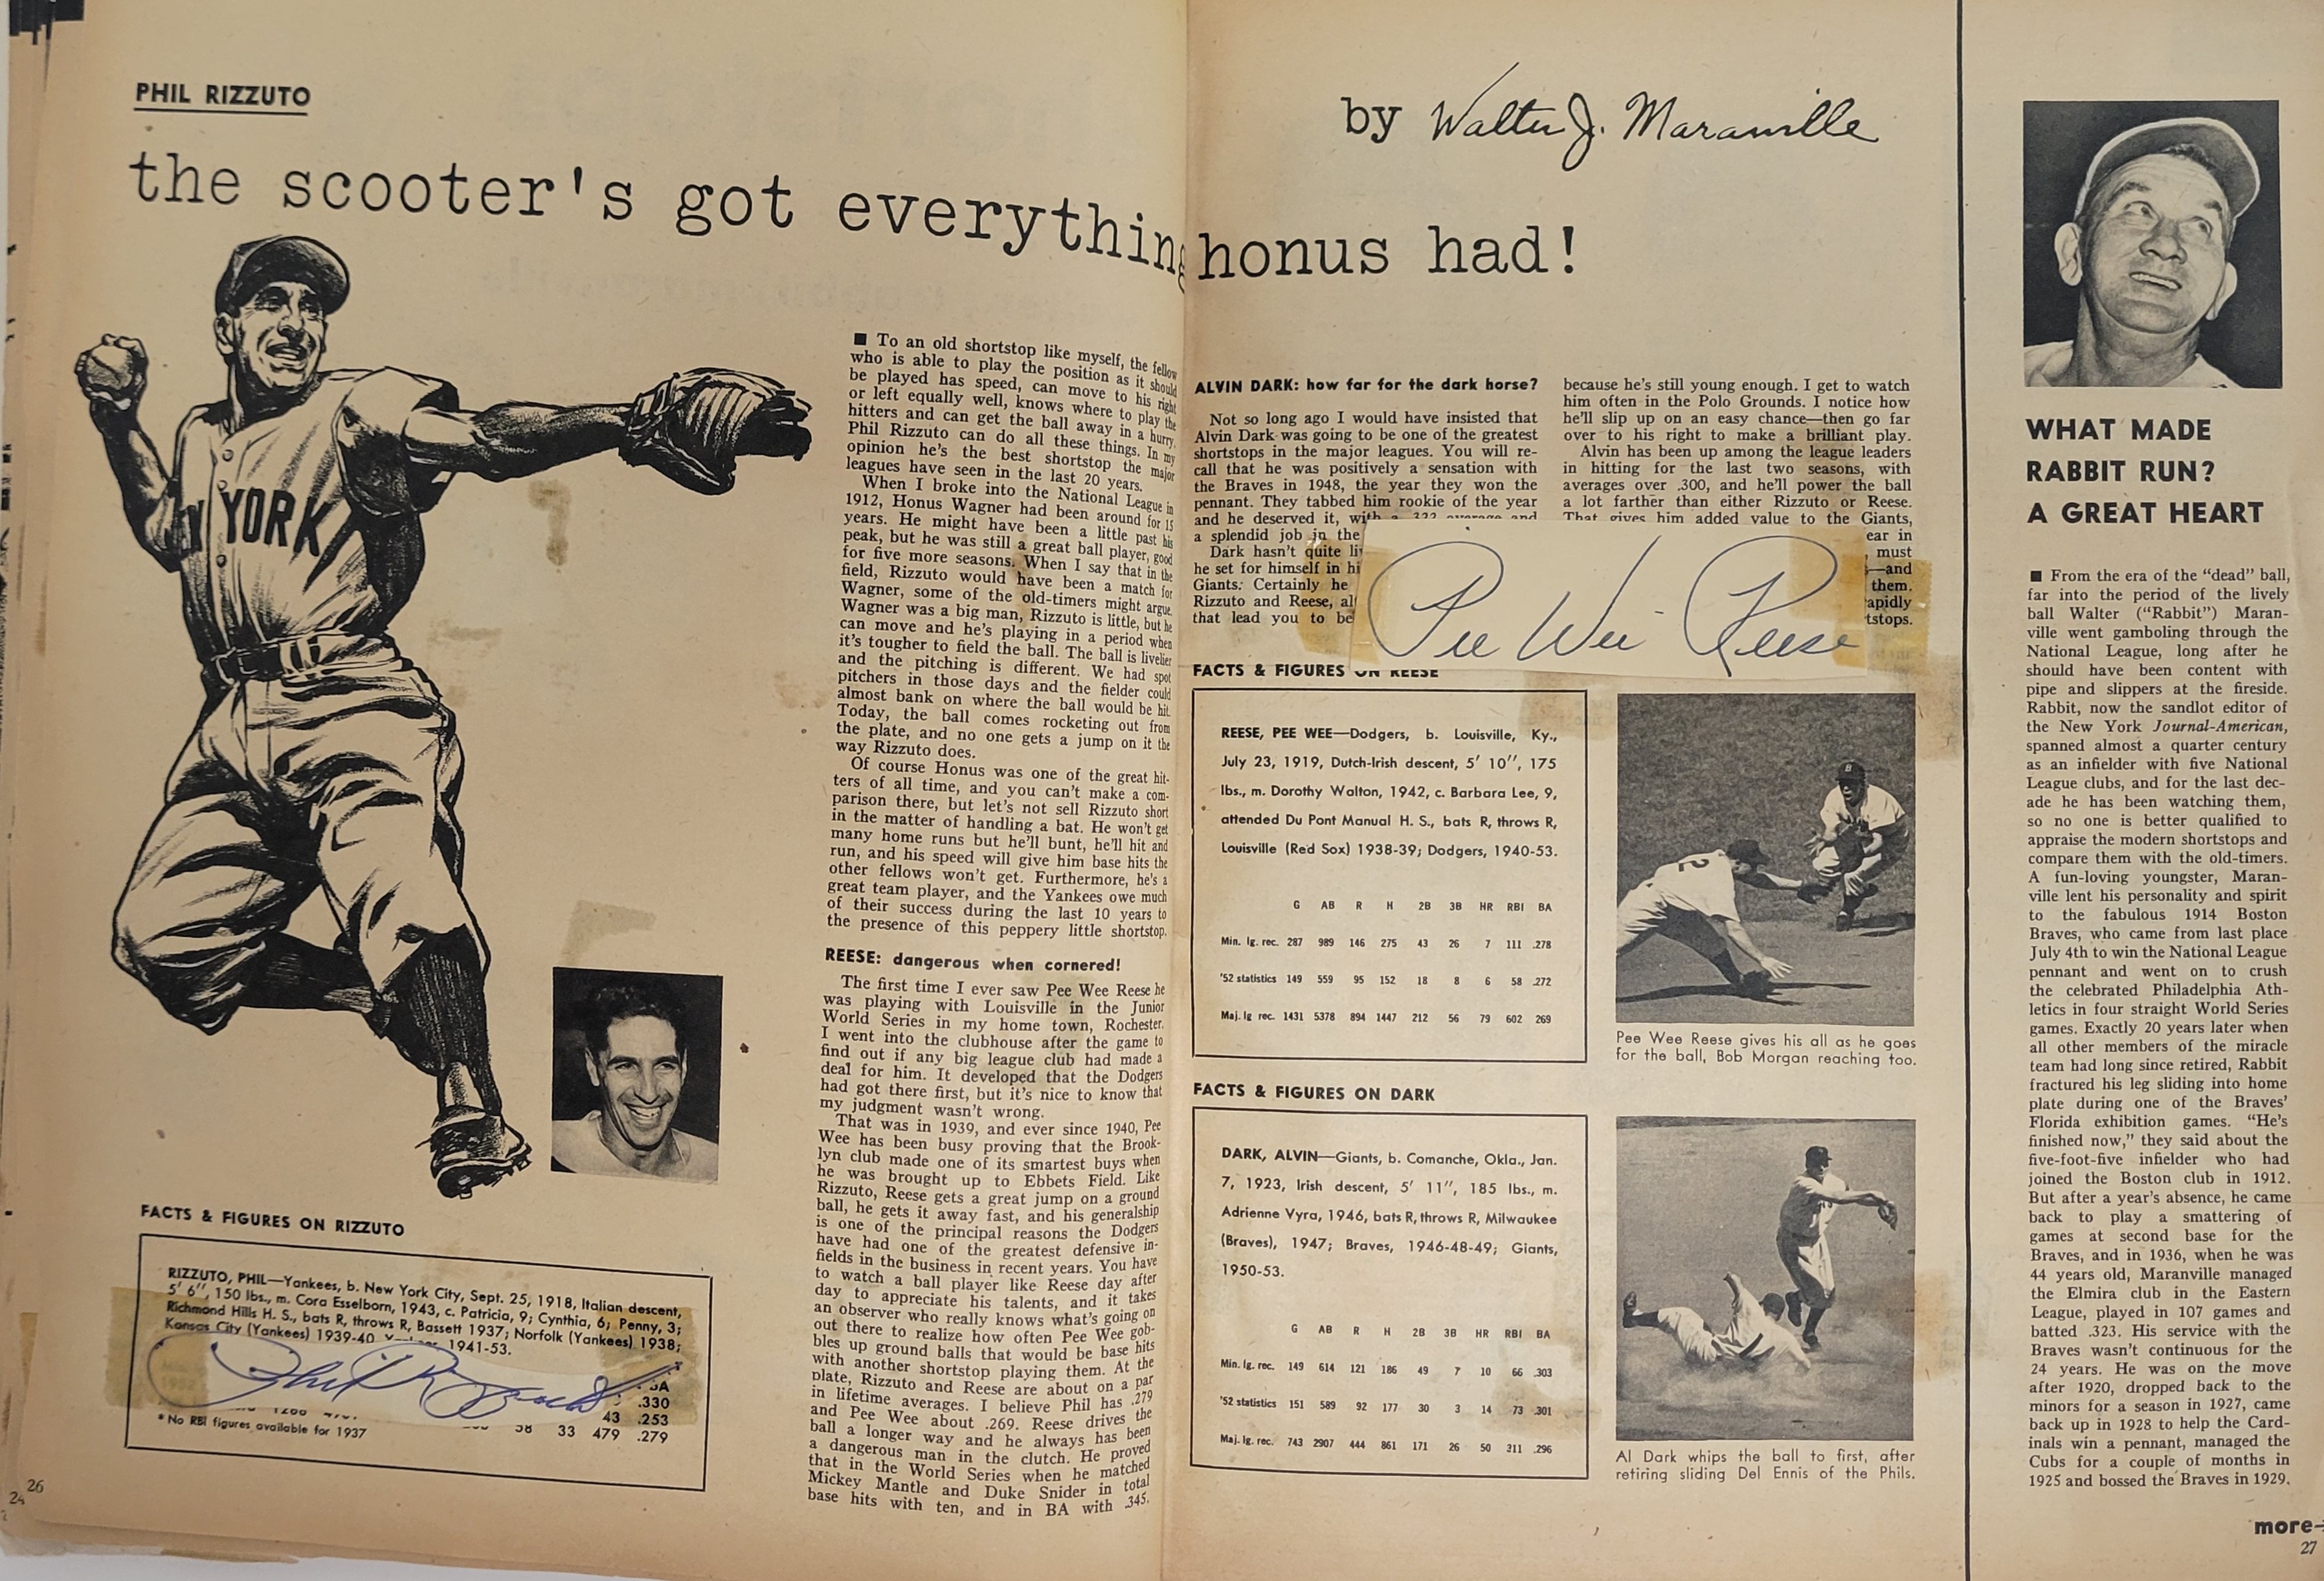 PHIL RIZZUTO
the scooter's got everything honus had!
by Walter J. Maranville
■ To an old shortstop like myself, the fellow
who is able to play the position as it should
be played has speed, can move to his right
or left equally well, knows where to play the
hitters and can get the ball away in a hurry.
Phil Rizzuto can do all these things. In my
opinion he's the best shortstop the major
leagues have seen in the last 20 years.
When I broke into the National League in
1912, Honus Wagner had been around for 15
years. He might have been a little past his
peak, but he was still a great ball player, good
for five more seasons. When I say that in the
field, Rizzuto would have been a match for
Wagner, some of the old-timers might argue.
Wagner was a big man, Rizzuto is little, but he
can move and he's playing in a period when
it's tougher to field the ball. The ball is livelier
and the pitching is different. We had spot
pitchers in those days and the fielder could
almost bank on where the ball would be hit.
Today, the ball comes rocketing out from
the plate, and no one gets a jump on it the
way Rizzuto does.
Of course Honus was one of the great hit-
ters of all time, and you can't make a com-
parison there, but let's not sell Rizzuto short
in the matter of handling a bat. He won't get
many home runs but he'll bunt, he'll hit and
run, and his speed will give him base hits the
other fellows won't get. Furthermore, he's a
great team player, and the Yankees owe much
of their success during the last 10 years to
the presence of this peppery little shortstop.
REESE: dangerous when cornered!
The first time I ever saw Pee Wee Reese he
was playing with Louisville in the Junior
World Series in my home town, Rochester.
I went into the clubhouse after the game to
find out if any big league club had made a
deal for him. It developed that the Dodgers
had got there first, but it's nice to know that
my judgment wasn't wrong.
That was in 1939, and ever since 1940, Pee
Wee has been busy proving that the Brook-
lyn club made one of its smartest buys when
he was brought up to Ebbets Field. Like
Rizzuto, Reese gets a great jump on a ground
ball, he gets it away fast, and his generalship
is one of the principal reasons the Dodgers
have had one of the greatest defensive in-
fields in the business in recent years. You have
to watch a ball player like Reese day after
day to appreciate his talents, and it takes
an observer who really knows what's going on
out there to realize how often Pee Wee gob-
bles up ground balls that would be base hits
with another shortstop playing them. At the
plate, Rizzuto and Reese are about on a par
in lifetime averages. I believe Phil has .279
and Pee Wee about .269. Reese drives the
ball a longer way and he always has been
a dangerous man in the clutch. He proved
that in the World Series when he matched
Mickey Mantle and Duke Snider in total
base hits with ten, and in BA with .345.
FACTS & FIGURES ON RIZZUTO
RIZZUTO, PHIL—Yankees, b. New York City, Sept. 25, 1918, Italian descent,
5' 6", 150 lbs., m. Cora Esselborn, 1943, c. Patricia, 9; Cynthia, 6; Penny, 3;
Richmond Hills H. S., bats R, throws R, Bassett 1937; Norfolk (Yankees) 1938;
Kansas City (Yankees) 1939-40, 1941-53.
Phil Rizzuto
.330
43 .253
58 33 479 .279
* No RBI figures available for 1937
26
24
ALVIN DARK: how far for the dark horse?
Not so long ago I would have insisted that
Alvin Dark was going to be one of the greatest
shortstops in the major leagues. You will re-
call that he was positively a sensation with
the Braves in 1948, the year they won the
pennant. They tabbed him rookie of the year
and he deserved it, with a .322 average and
a splendid job in the
Dark hasn't quite
he set for himself in
Giants. Certainly he
Rizzuto and Reese,
that lead you to
because he's still young enough. I get to watch
him often in the Polo Grounds. I notice how
he'll slip up on an easy chance—then go far
over to his right to make a brilliant play.
Alvin has been up among the league leaders
in hitting for the last two seasons, with
averages over .300, and he'll power the ball
a lot farther than either Rizzuto or Reese.
That gives him added value to the Giants,
in
must
—and
them.
Pee Wee Reese
FACTS & FIGURES ON REESE
REESE, PEE WEE—Dodgers, b. Louisville, Ky.,
July 23, 1919, Dutch-Irish descent, 5' 10", 175
lbs., m. Dorothy Walton, 1942, c. Barbara Lee, 9,
attended Du Pont Manual H. S., bats R, throws R,
Louisville (Red Sox) 1938-39; Dodgers, 1940-53.
G AB R H 2B 3B HR RBI BA
Min. lg. rec. 287 989 146 275 43 26 7 111 .278
'52 statistics 149 559 95 152 18 8 6 58 .272
Maj. lg rec. 1431 5378 894 1447 212 56 79 602 269
Pee Wee Reese gives his all as he goes
for the ball, Bob Morgan reaching too.
FACTS & FIGURES ON DARK
DARK, ALVIN—Giants, b. Comanche, Okla., Jan.
7, 1923, Irish descent, 5' 11", 185 lbs., m.
Adrienne Vyra, 1946, bats R, throws R, Milwaukee
(Braves), 1947; Braves, 1946-48-49; Giants,
1950-53.
G AB R H 2B 3B HR RBI BA
Min. lg. rec. 149 614 121 186 49 7 10 66 .303
'52 statistics 151 589 92 177 30 3 14 73 .301
Maj. lg. rec. 743 2907 444 861 171 26 50 311 .296
Al Dark whips the ball to first, after
retiring sliding Del Ennis of the Phils.
WHAT MADE
RABBIT RUN?
A GREAT HEART
■ From the era of the "dead" ball,
far into the period of the lively
ball Walter ("Rabbit") Maran-
ville went gamboling through the
National League, long after he
should have been content with
pipe and slippers at the fireside.
Rabbit, now the sandlot editor of
the New York Journal-American,
spanned almost a quarter century
as an infielder with five National
League clubs, and for the last dec-
ade he has been watching them,
so no one is better qualified to
appraise the modern shortstops and
compare them with the old-timers.
A fun-loving youngster, Maran-
ville lent his personality and spirit
to the fabulous 1914 Boston
Braves, who came from last place
July 4th to win the National League
pennant and went on to crush
the celebrated Philadelphia Ath-
letics in four straight World Series
games. Exactly 20 years later when
all other members of the miracle
team had long since retired, Rabbit
fractured his leg sliding into home
plate during one of the Braves'
Florida exhibition games. "He's
finished now," they said about the
five-foot-five infielder who had
joined the Boston club in 1912.
But after a year's absence, he came
back to play a smattering of
games at second base for the
Braves, and in 1936, when he was
44 years old, Maranville managed
the Elmira club in the Eastern
League, played in 107 games and
batted .323. His service with the
Braves wasn't continuous for the
24 years. He was on the move
after 1920, dropped back to the
minors for a season in 1927, came
back up in 1928 to help the Card-
inals win a pennant, managed the
Cubs for a couple of months in
1925 and bossed the Braves in 1929.
more
27